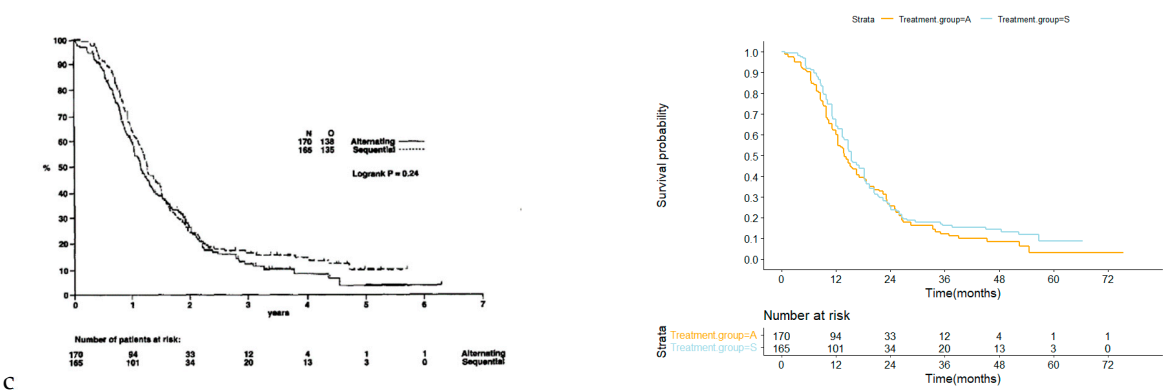 100
90
80
70
60
50
40
30
20
10
0
%
N O
170 138 Alternating
165 135 Sequential
Logrank P = 0.24
0 1 2 3 4 5 6 7
years
Number of patients at risk:
170 94 33 12 4 1 1 Alternating
165 101 34 20 13 3 0 Sequential
c
Strata Treatment.group=A Treatment.group=S
Survival probability
1.0
0.9
0.8
0.7
0.6
0.5
0.4
0.3
0.2
0.1
0.0
0 12 24 36 48 60 72
Time(months)
Number at risk
Strata
Treatment.group=A 170 94 33 12 4 1 1
Treatment.group=S 165 101 34 20 13 3 0
0 12 24 36 48 60 72
Time(months)